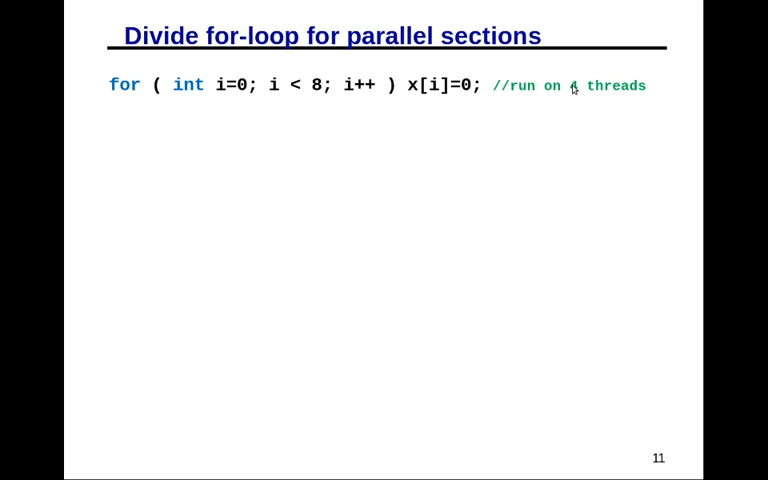 Divide for-loop for parallel sections
for ( int i=0; i < 8; i++ ) x[i]=0; //run on 4 threads
11